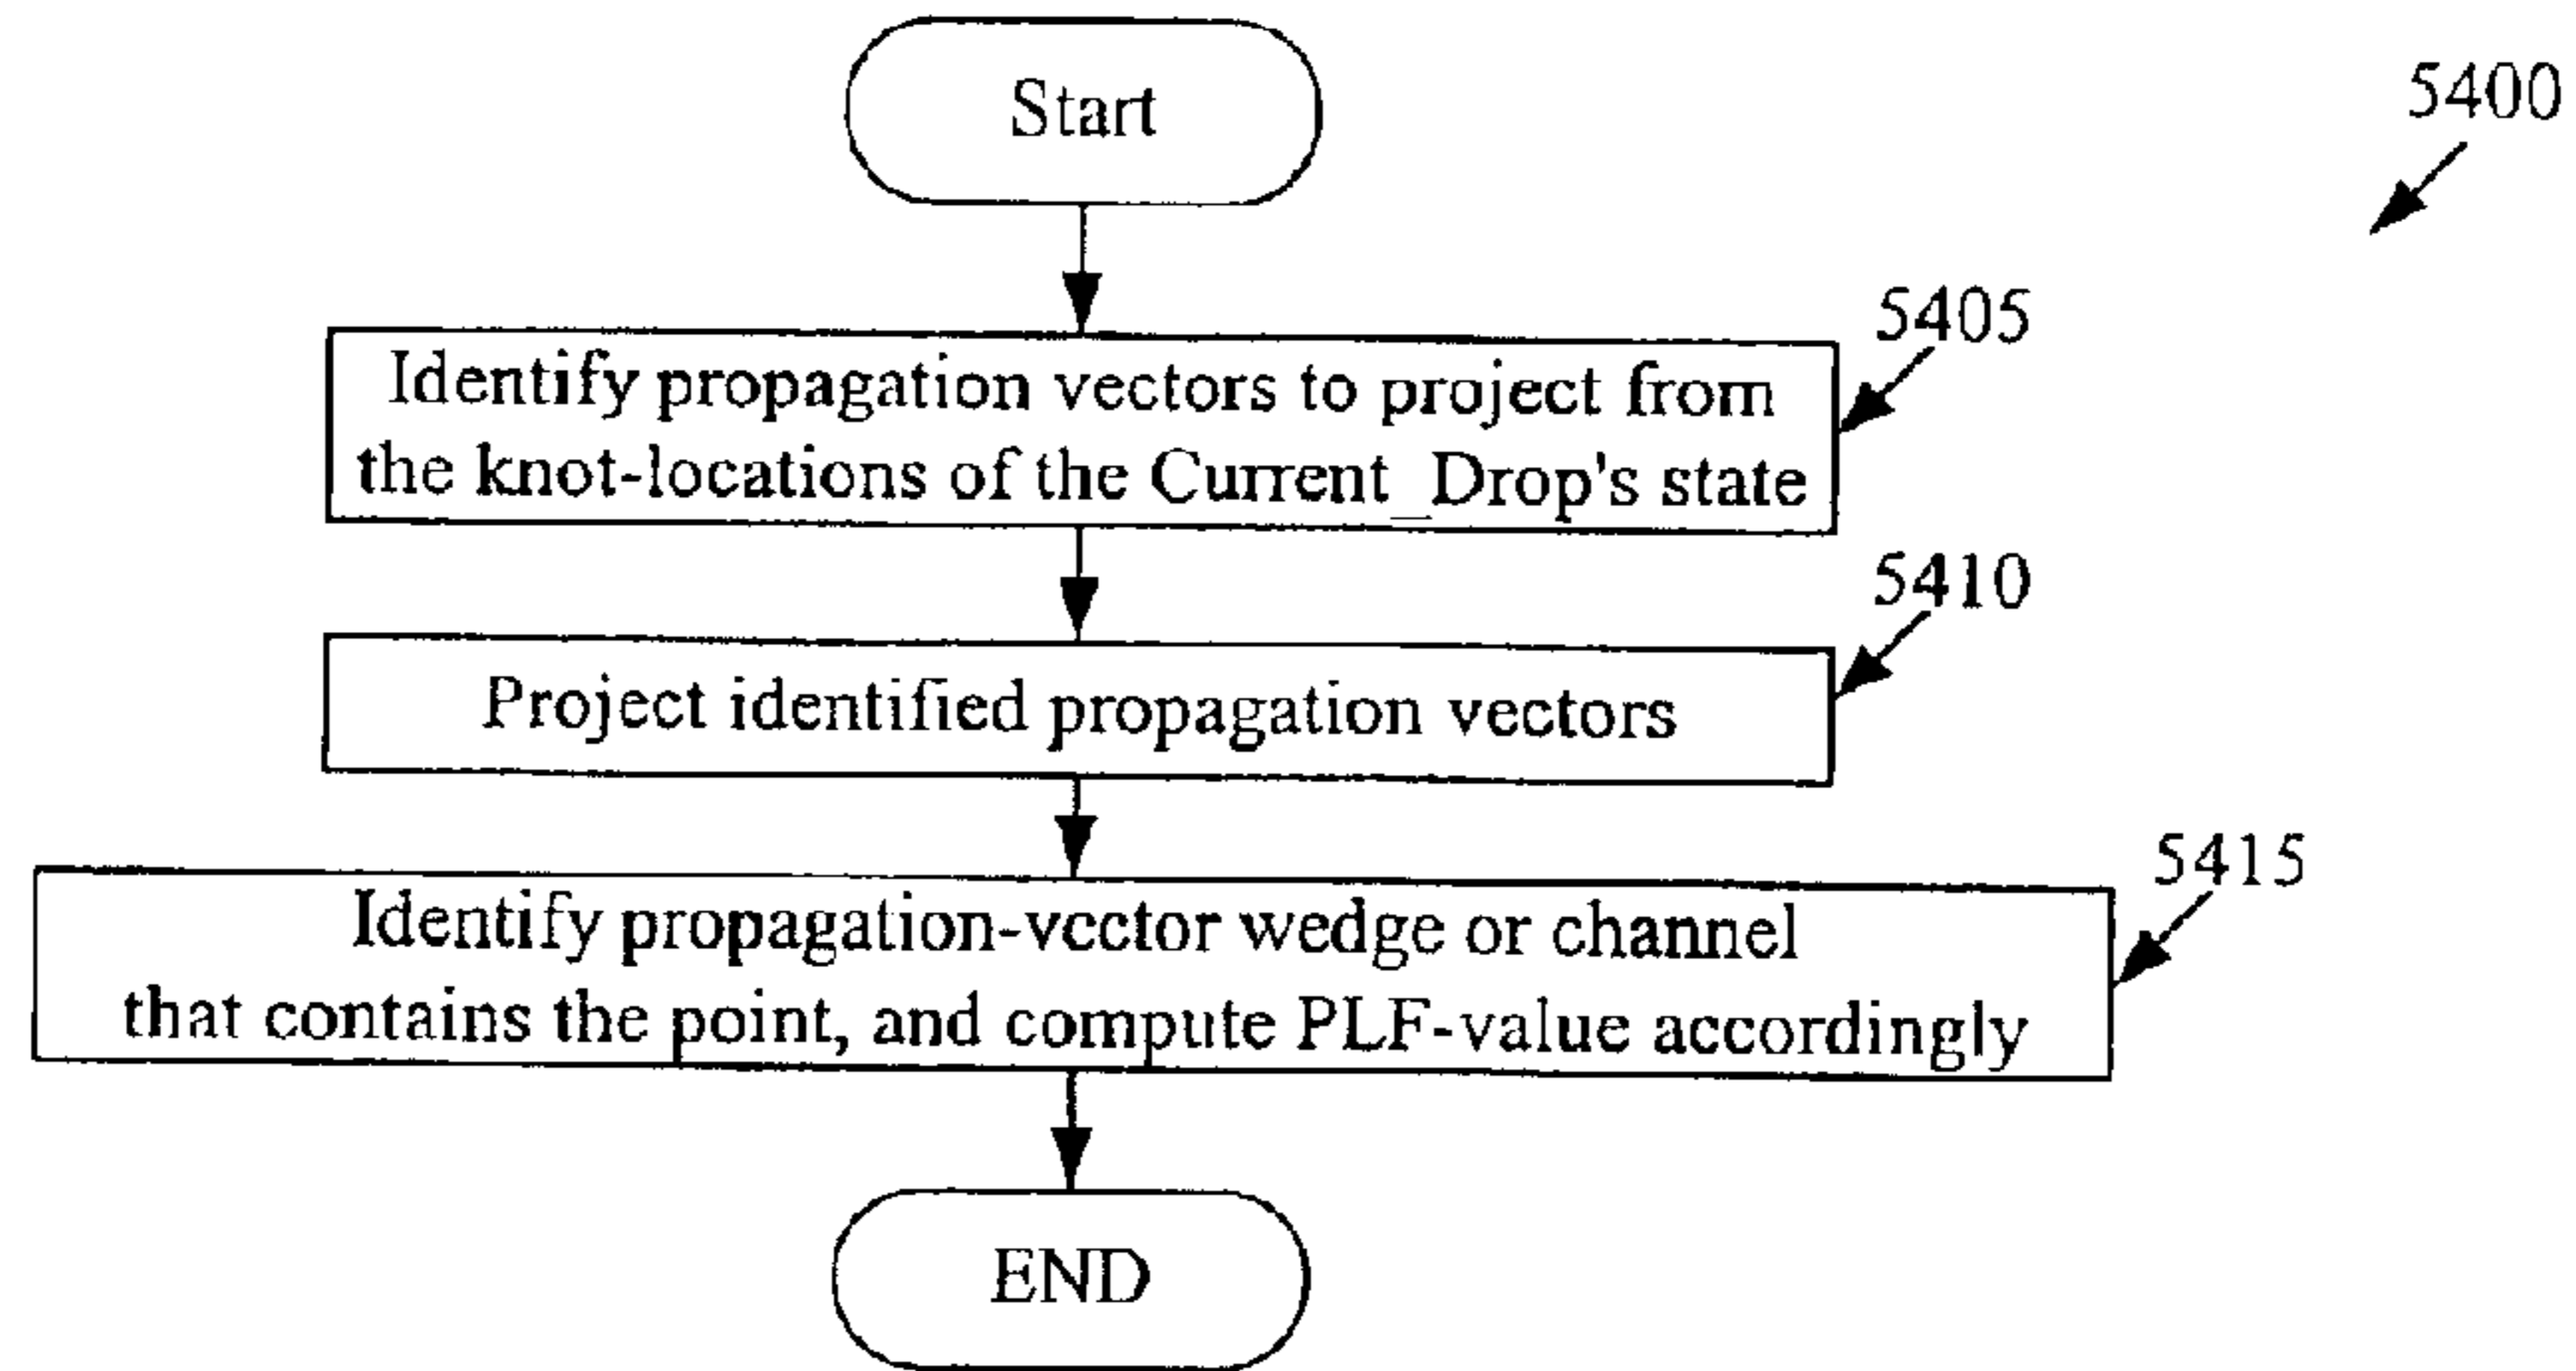 Start
5400
5405
Identify propagation vectors to project from
the knot-locations of the Current_Drop's state
5410
Project identified propagation vectors
5415
Identify propagation-vector wedge or channel
that contains the point, and compute PLF-value accordingly
END